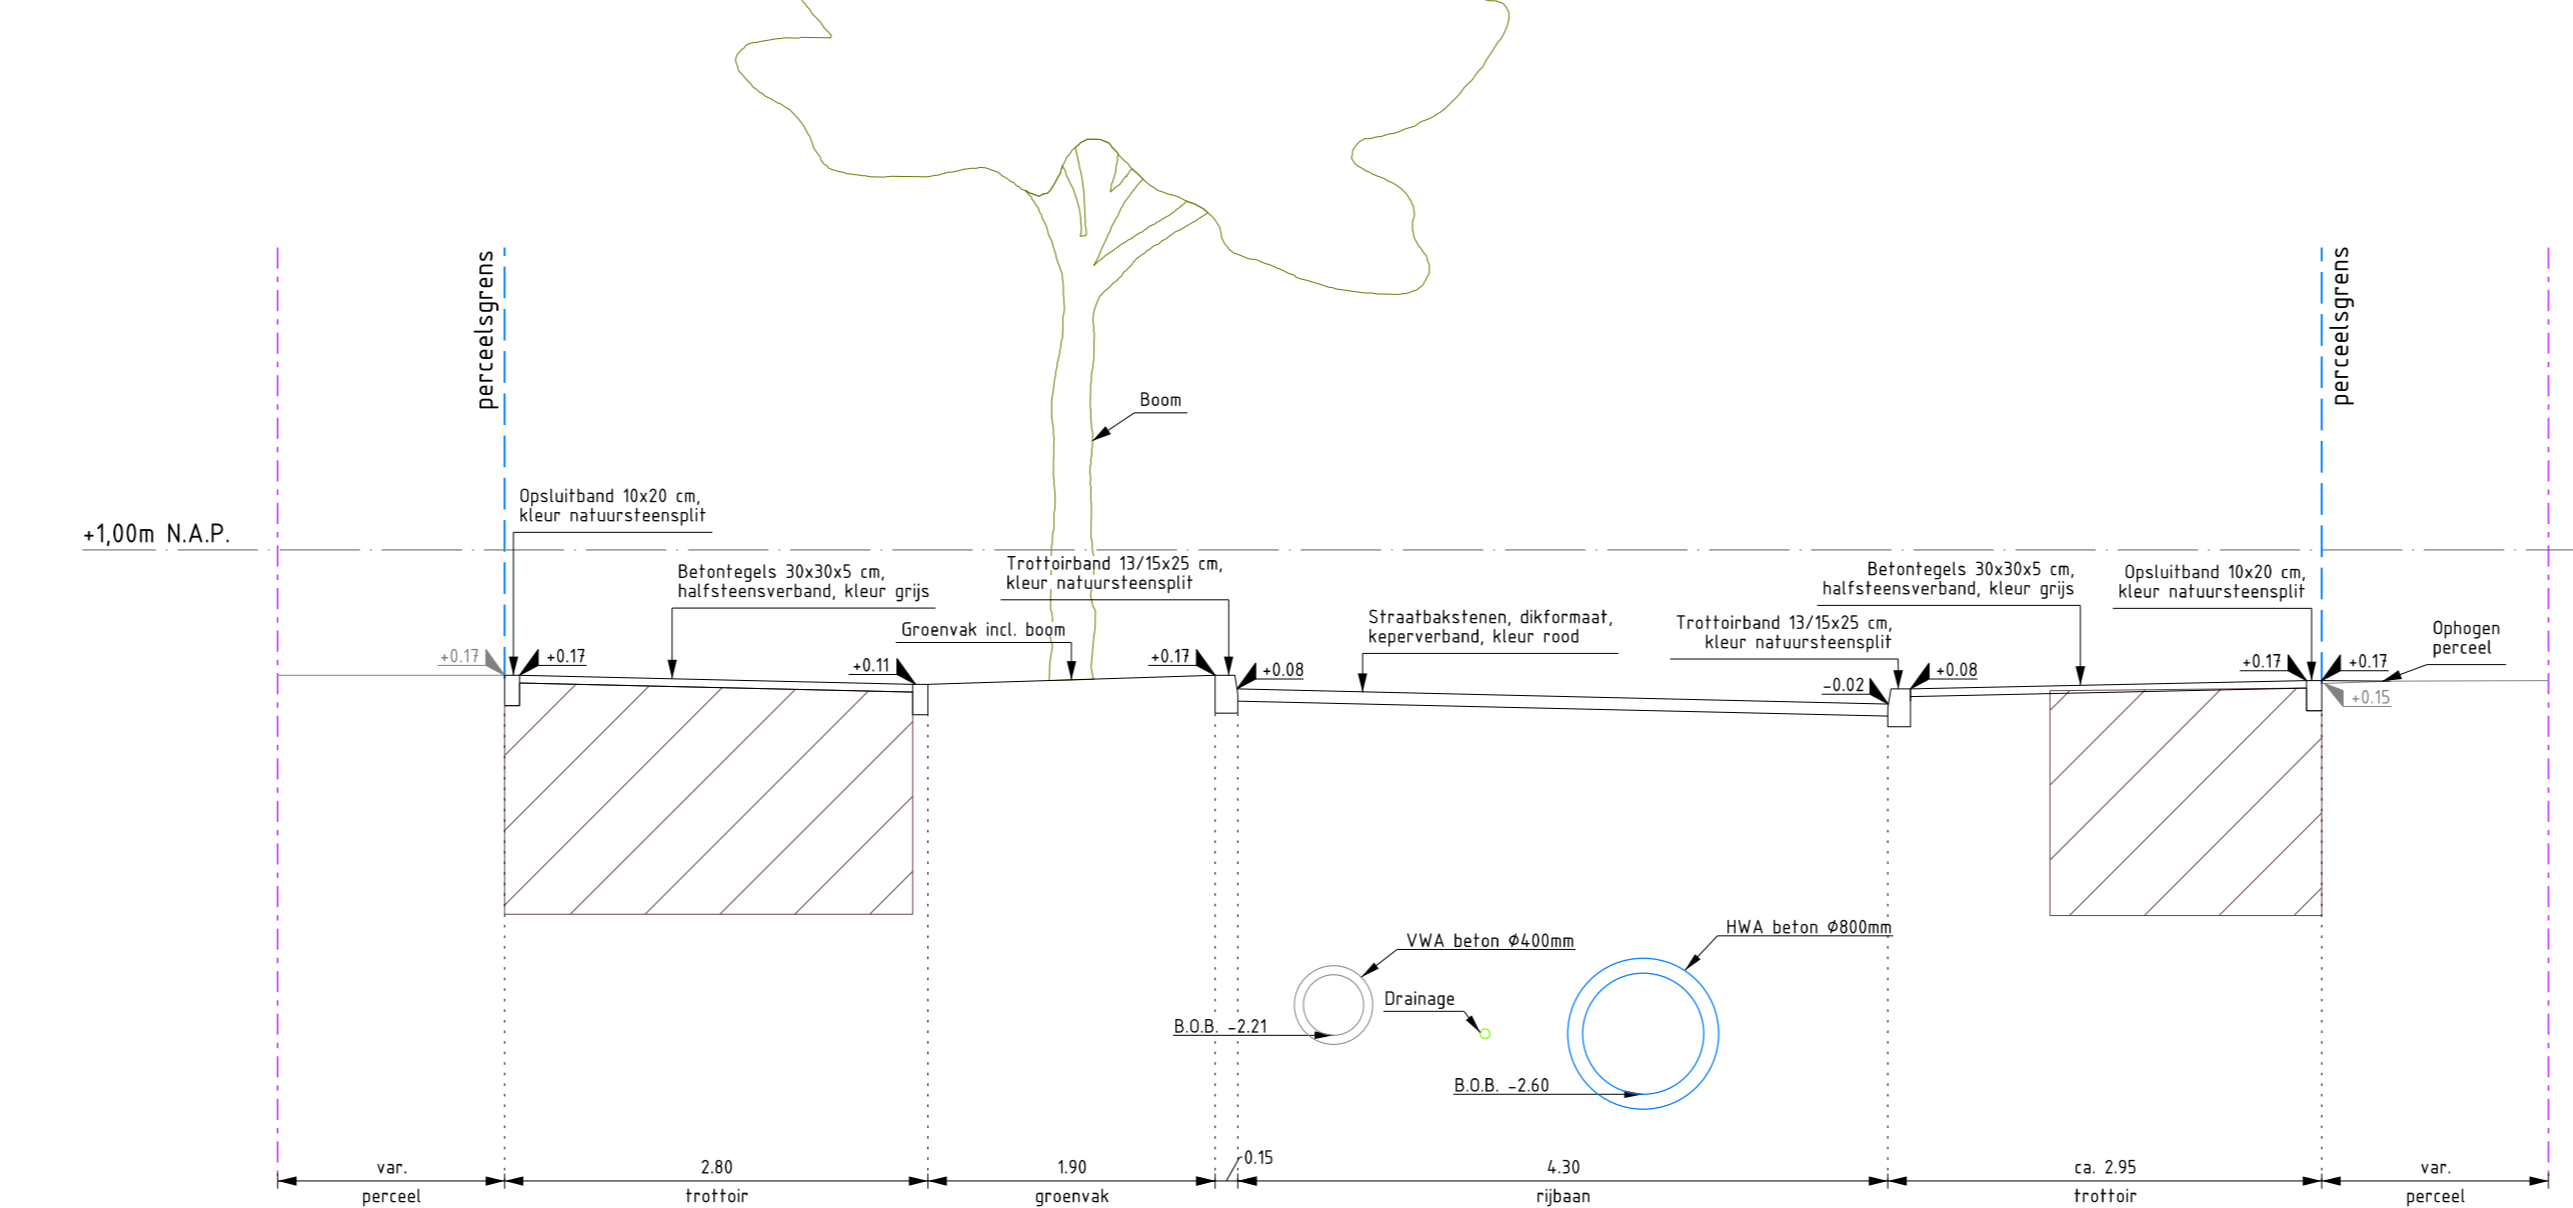 perceelsgrens
perceelsgrens
Boom
Opsluitband 10x20 cm,
kleur natuursteensplit
+1,00m N.A.P.
Trottoirband 13/15x25 cm,
kleur natuursteensplit
Betontegels 30x30x5 cm,
halfsteensverband, kleur grijs
Betontegels 30x30x5 cm,
halfsteensverband, kleur grijs
Opsluitband 10x20 cm,
kleur natuursteensplit
Straatbakstenen, dikformaat,
keperverband, kleur rood
Trottoirband 13/15x25 cm,
kleur natuursteensplit
Groenvak incl. boom
Ophogen
perceel
+0.17
+0.17
+0.11
+0.17
+0.08
-0.02
+0.08
+0.17
+0.17
+0.15
HWA beton Ø800mm
VWA beton Ø400mm
Drainage
B.O.B. -2.21
B.O.B. -2.60
var.
perceel
2.80
trottoir
1.90
groenvak
0.15
4.30
rijbaan
ca. 2.95
trottoir
var.
perceel